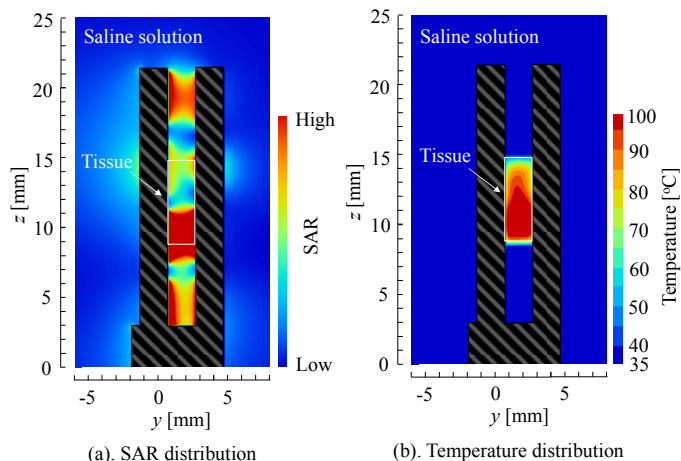 Saline solution
25
20
15
10
5
0
z [mm]
Tissue
High
SAR
Low
-5 0 5
y [mm]
(a). SAR distribution
Saline solution
25
20
15
10
5
0
z [mm]
Tissue
100
90
80
70
60
50
40
35
Temperature [°C]
-5 0 5
y [mm]
(b). Temperature distribution